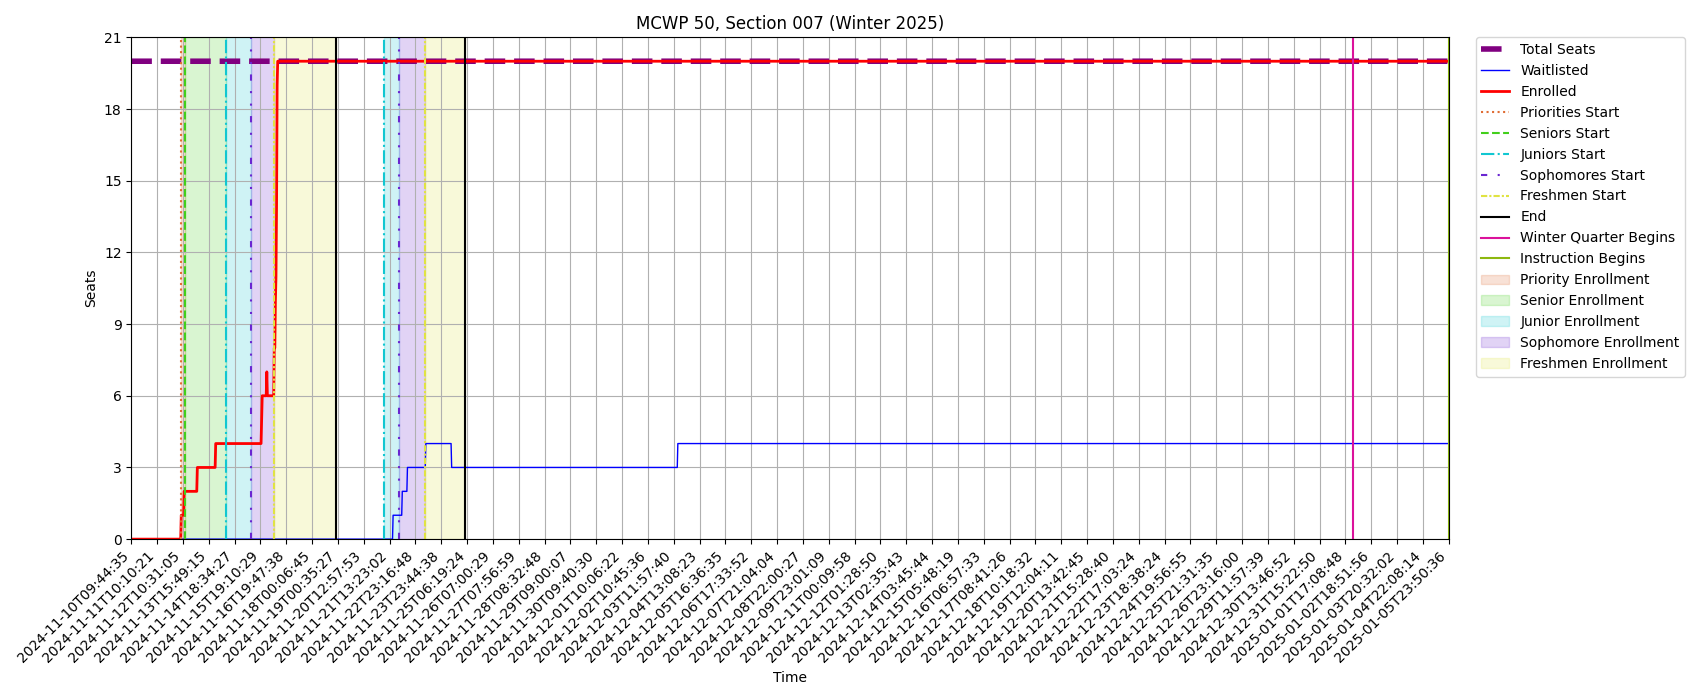 MCWP 50, Section 007 (Winter 2025)
21
18
15
12
9
6
3
0
Seats
2024-11-10T09:44:35
2024-11-11T10:10:21
2024-11-12T10:31:05
2024-11-13T15:49:15
2024-11-14T18:34:27
2024-11-15T19:10:29
2024-11-16T19:47:38
2024-11-18T00:06:45
2024-11-19T00:35:27
2024-11-20T12:57:53
2024-11-21T13:23:02
2024-11-22T23:16:48
2024-11-23T23:44:38
2024-11-25T06:19:24
2024-11-26T07:00:29
2024-11-27T07:56:59
2024-11-28T08:32:48
2024-11-29T09:00:07
2024-11-30T09:40:30
2024-12-01T10:06:22
2024-12-02T10:45:36
2024-12-03T11:57:40
2024-12-04T13:08:23
2024-12-05T16:36:35
2024-12-06T17:33:52
2024-12-07T21:04:04
2024-12-08T22:00:27
2024-12-09T23:01:09
2024-12-11T00:09:58
2024-12-12T01:28:50
2024-12-13T02:35:43
2024-12-14T03:45:44
2024-12-15T05:48:19
2024-12-16T06:57:33
2024-12-17T08:41:26
2024-12-18T10:18:32
2024-12-19T12:04:11
2024-12-20T13:42:45
2024-12-21T15:28:40
2024-12-22T17:03:24
2024-12-23T18:38:24
2024-12-24T19:56:55
2024-12-25T21:31:35
2024-12-26T23:16:00
2024-12-29T11:57:39
2024-12-30T13:46:52
2024-12-31T15:22:50
2025-01-01T17:08:48
2025-01-02T18:51:56
2025-01-03T20:32:02
2025-01-04T22:08:14
2025-01-05T23:50:36
Time
Total Seats
Waitlisted
Enrolled
Priorities Start
Seniors Start
Juniors Start
Sophomores Start
Freshmen Start
End
Winter Quarter Begins
Instruction Begins
Priority Enrollment
Senior Enrollment
Junior Enrollment
Sophomore Enrollment
Freshmen Enrollment